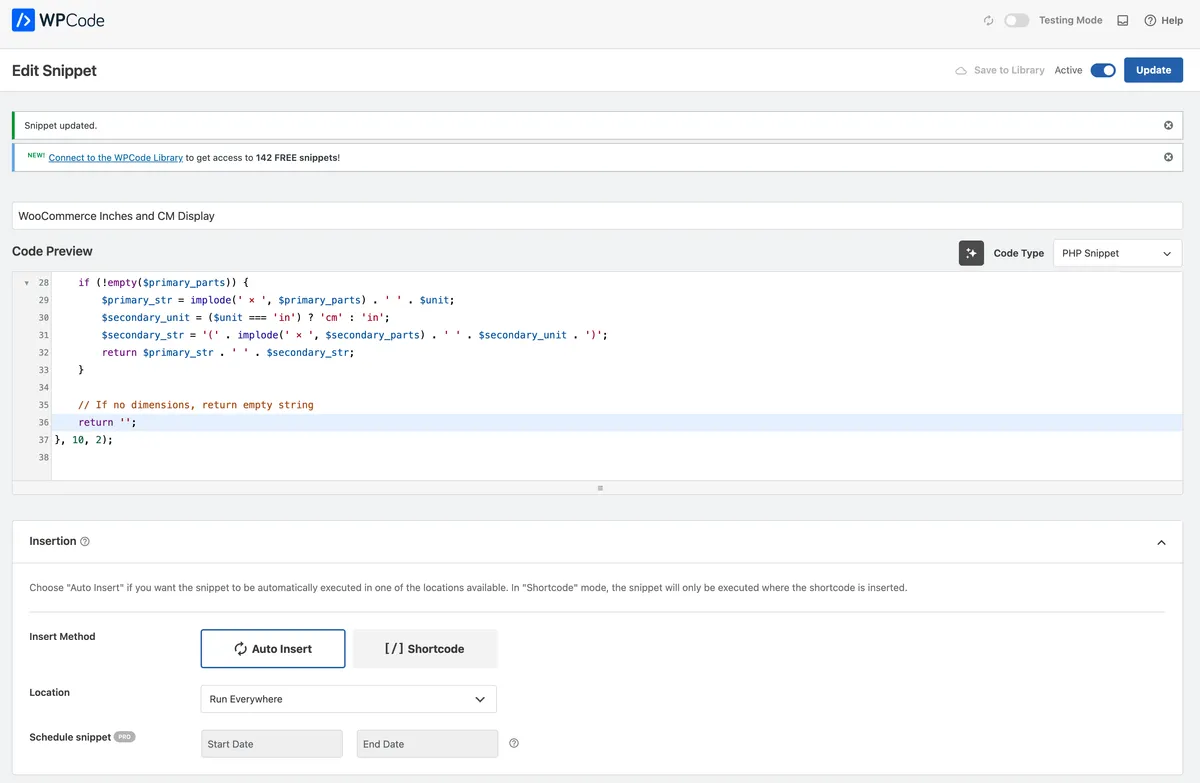 WPCode
Testing Mode
Help
Edit Snippet
Save to Library
Active
Update
Snippet updated.
NEW! Connect to the WPCode Library to get access to 142 FREE snippets!
WooCommerce Inches and CM Display
Code Preview
Code Type
PHP Snippet
28 if (!empty($primary_parts)) {
29 $primary_str = implode(' × ', $primary_parts) . ' ' . $unit;
30 $secondary_unit = ($unit === 'in') ? 'cm' : 'in';
31 $secondary_str = '(' . implode(' × ', $secondary_parts) . ' ' . $secondary_unit . ')';
32 return $primary_str . ' ' . $secondary_str;
33 }
34
35 // If no dimensions, return empty string
36 return '';
37 }, 10, 2);
38
Insertion
Choose "Auto Insert" if you want the snippet to be automatically executed in one of the locations available. In "Shortcode" mode, the snippet will only be executed where the shortcode is inserted.
Insert Method
Auto Insert
[/] Shortcode
Location
Run Everywhere
Schedule snippet PRO
Start Date
End Date